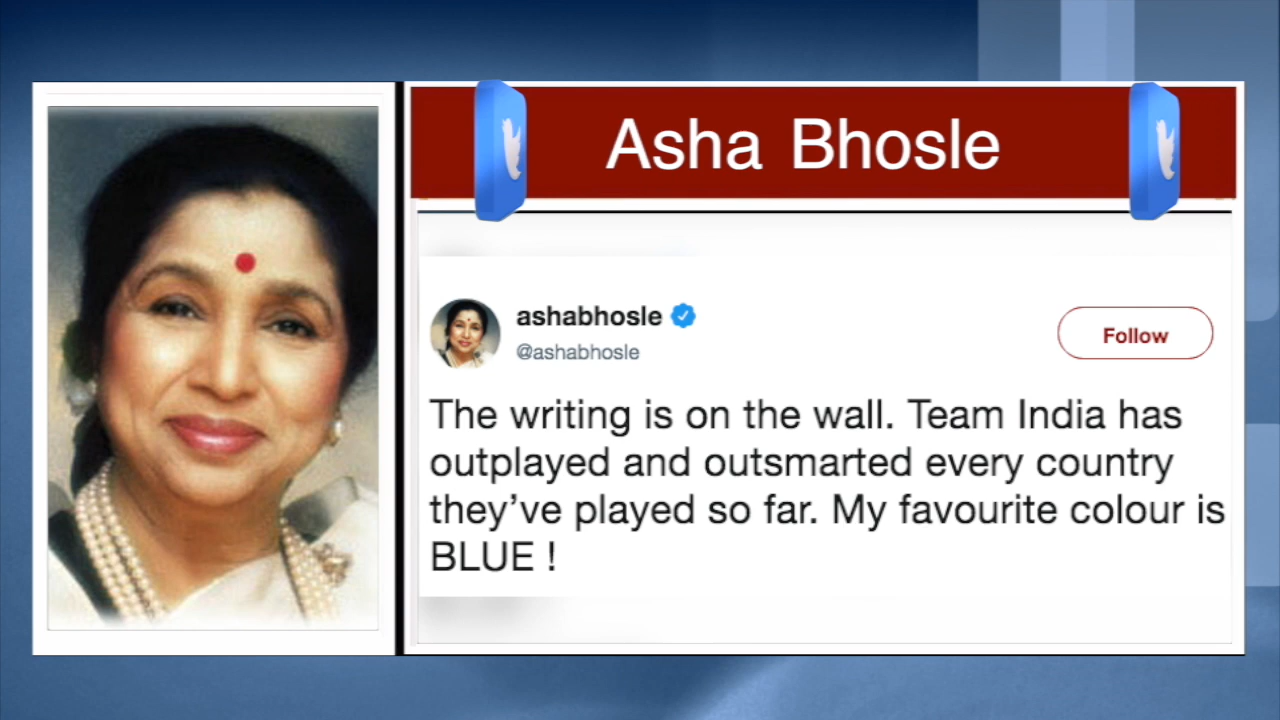 Asha Bhosle
ashabhosle
@ashabhosle
Follow
The writing is on the wall. Team India has
outplayed and outsmarted every country
they’ve played so far. My favourite colour is
BLUE !